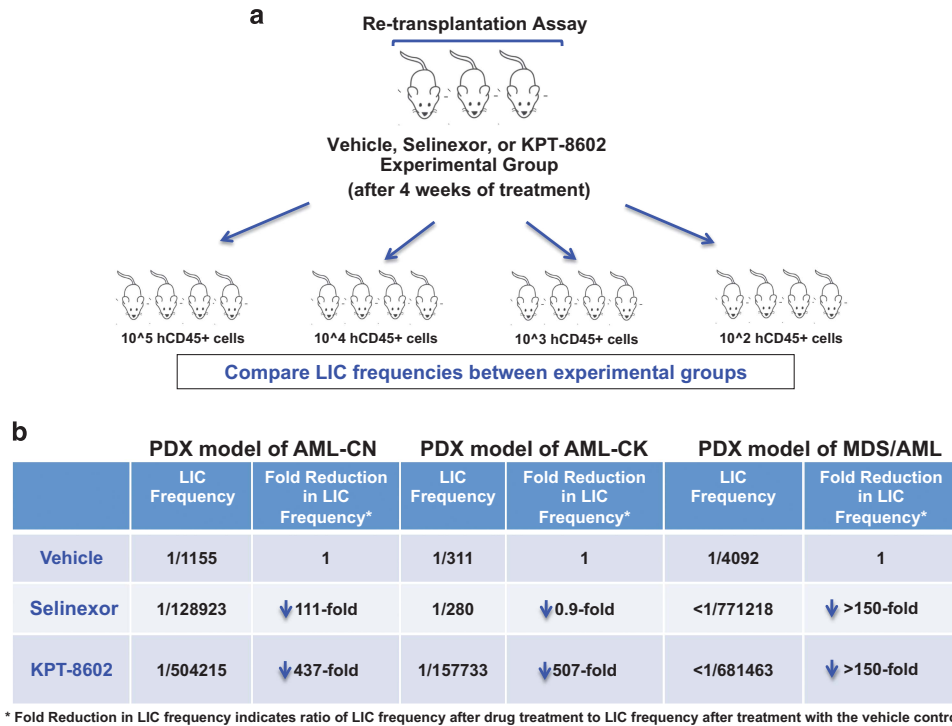 a
Re-transplantation Assay
Vehicle, Selinexor, or KPT-8602
Experimental Group
(after 4 weeks of treatment)
10^5 hCD45+ cells
10^4 hCD45+ cells
10^3 hCD45+ cells
10^2 hCD45+ cells
Compare LIC frequencies between experimental groups
b
PDX model of AML-CN PDX model of AML-CK PDX model of MDS/AML
LIC Frequency Fold Reduction in LIC Frequency* LIC Frequency Fold Reduction in LIC Frequency* LIC Frequency Fold Reduction in LIC Frequency*
Vehicle 1/1155 1 1/311 1 1/4092 1
Selinexor 1/128923 ↓ 111-fold 1/280 ↓ 0.9-fold <1/771218 ↓ >150-fold
KPT-8602 1/504215 ↓ 437-fold 1/157733 ↓ 507-fold <1/681463 ↓ >150-fold
* Fold Reduction in LIC frequency indicates ratio of LIC frequency after drug treatment to LIC frequency after treatment with the vehicle